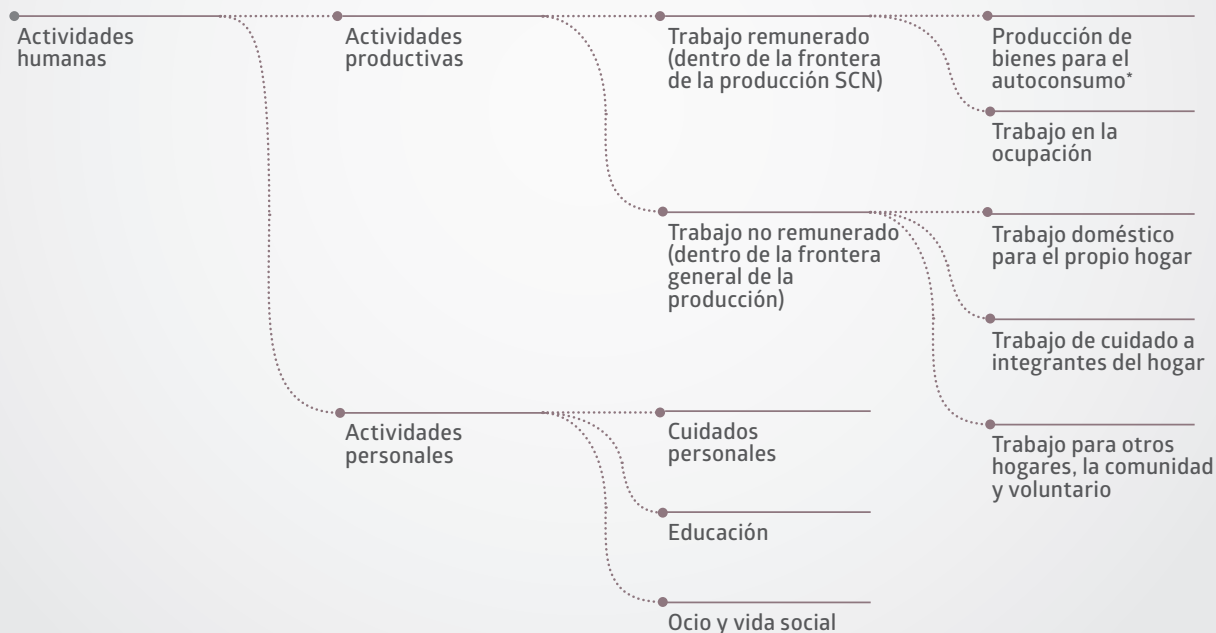 Actividades
humanas
Actividades
productivas
Trabajo remunerado
(dentro de la frontera
de la producción SCN)
Producción de
bienes para el
autoconsumo*
Trabajo en la
ocupación
Trabajo no remunerado
(dentro de la frontera
general de la
producción)
Trabajo doméstico
para el propio hogar
Trabajo de cuidado a
integrantes del hogar
Trabajo para otros
hogares, la comunidad
y voluntario
Actividades
personales
Cuidados
personales
Educación
Ocio y vida social